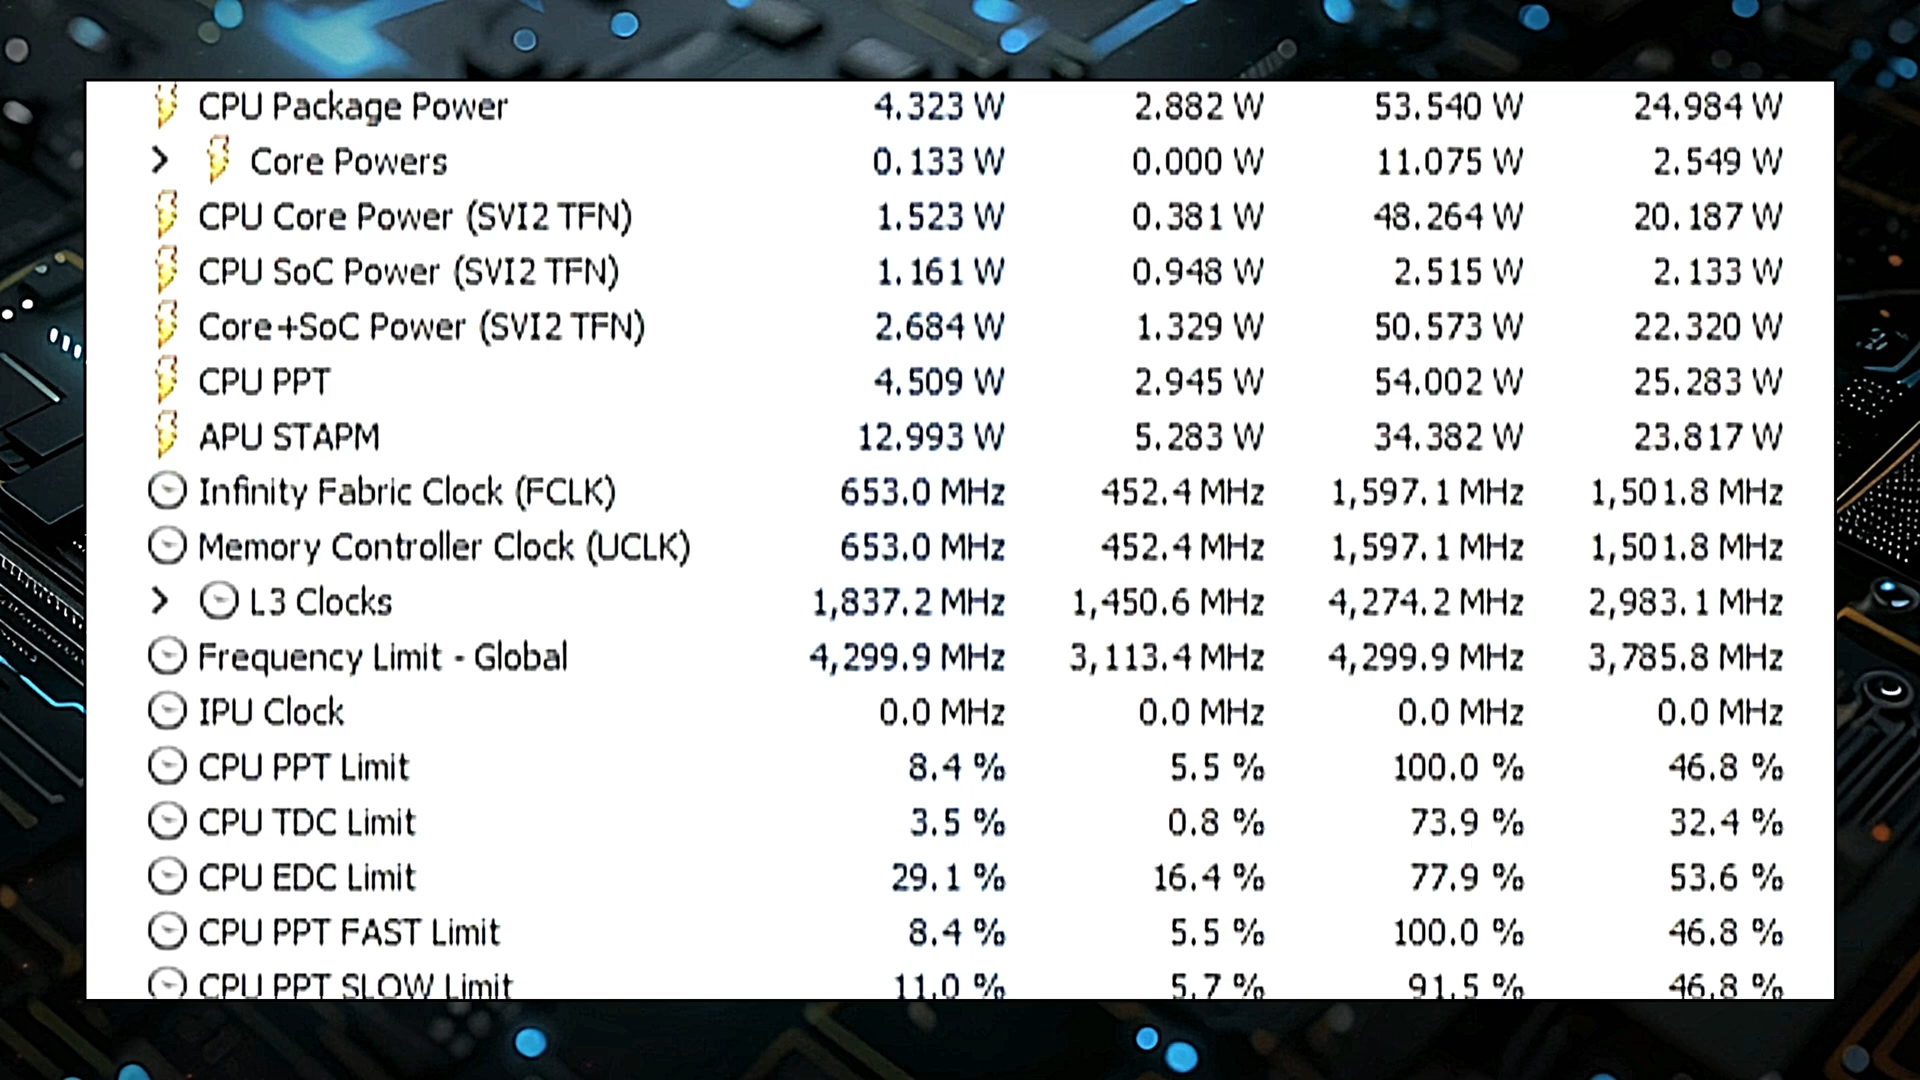 CPU Package Power 4.323 W 2.882 W 53.540 W 24.984 W
Core Powers 0.133 W 0.000 W 11.075 W 2.549 W
CPU Core Power (SVI2 TFN) 1.523 W 0.381 W 48.264 W 20.187 W
CPU SoC Power (SVI2 TFN) 1.161 W 0.948 W 2.515 W 2.133 W
Core+SoC Power (SVI2 TFN) 2.684 W 1.329 W 50.573 W 22.320 W
CPU PPT 4.509 W 2.945 W 54.002 W 25.283 W
APU STAPM 12.993 W 5.283 W 34.382 W 23.817 W
Infinity Fabric Clock (FCLK) 653.0 MHz 452.4 MHz 1,597.1 MHz 1,501.8 MHz
Memory Controller Clock (UCLK) 653.0 MHz 452.4 MHz 1,597.1 MHz 1,501.8 MHz
L3 Clocks 1,837.2 MHz 1,450.6 MHz 4,274.2 MHz 2,983.1 MHz
Frequency Limit - Global 4,299.9 MHz 3,113.4 MHz 4,299.9 MHz 3,785.8 MHz
IPU Clock 0.0 MHz 0.0 MHz 0.0 MHz 0.0 MHz
CPU PPT Limit 8.4 % 5.5 % 100.0 % 46.8 %
CPU TDC Limit 3.5 % 0.8 % 73.9 % 32.4 %
CPU EDC Limit 29.1 % 16.4 % 77.9 % 53.6 %
CPU PPT FAST Limit 8.4 % 5.5 % 100.0 % 46.8 %
CPU PPT SLOW Limit 11.0 % 5.7 % 91.5 % 46.8 %